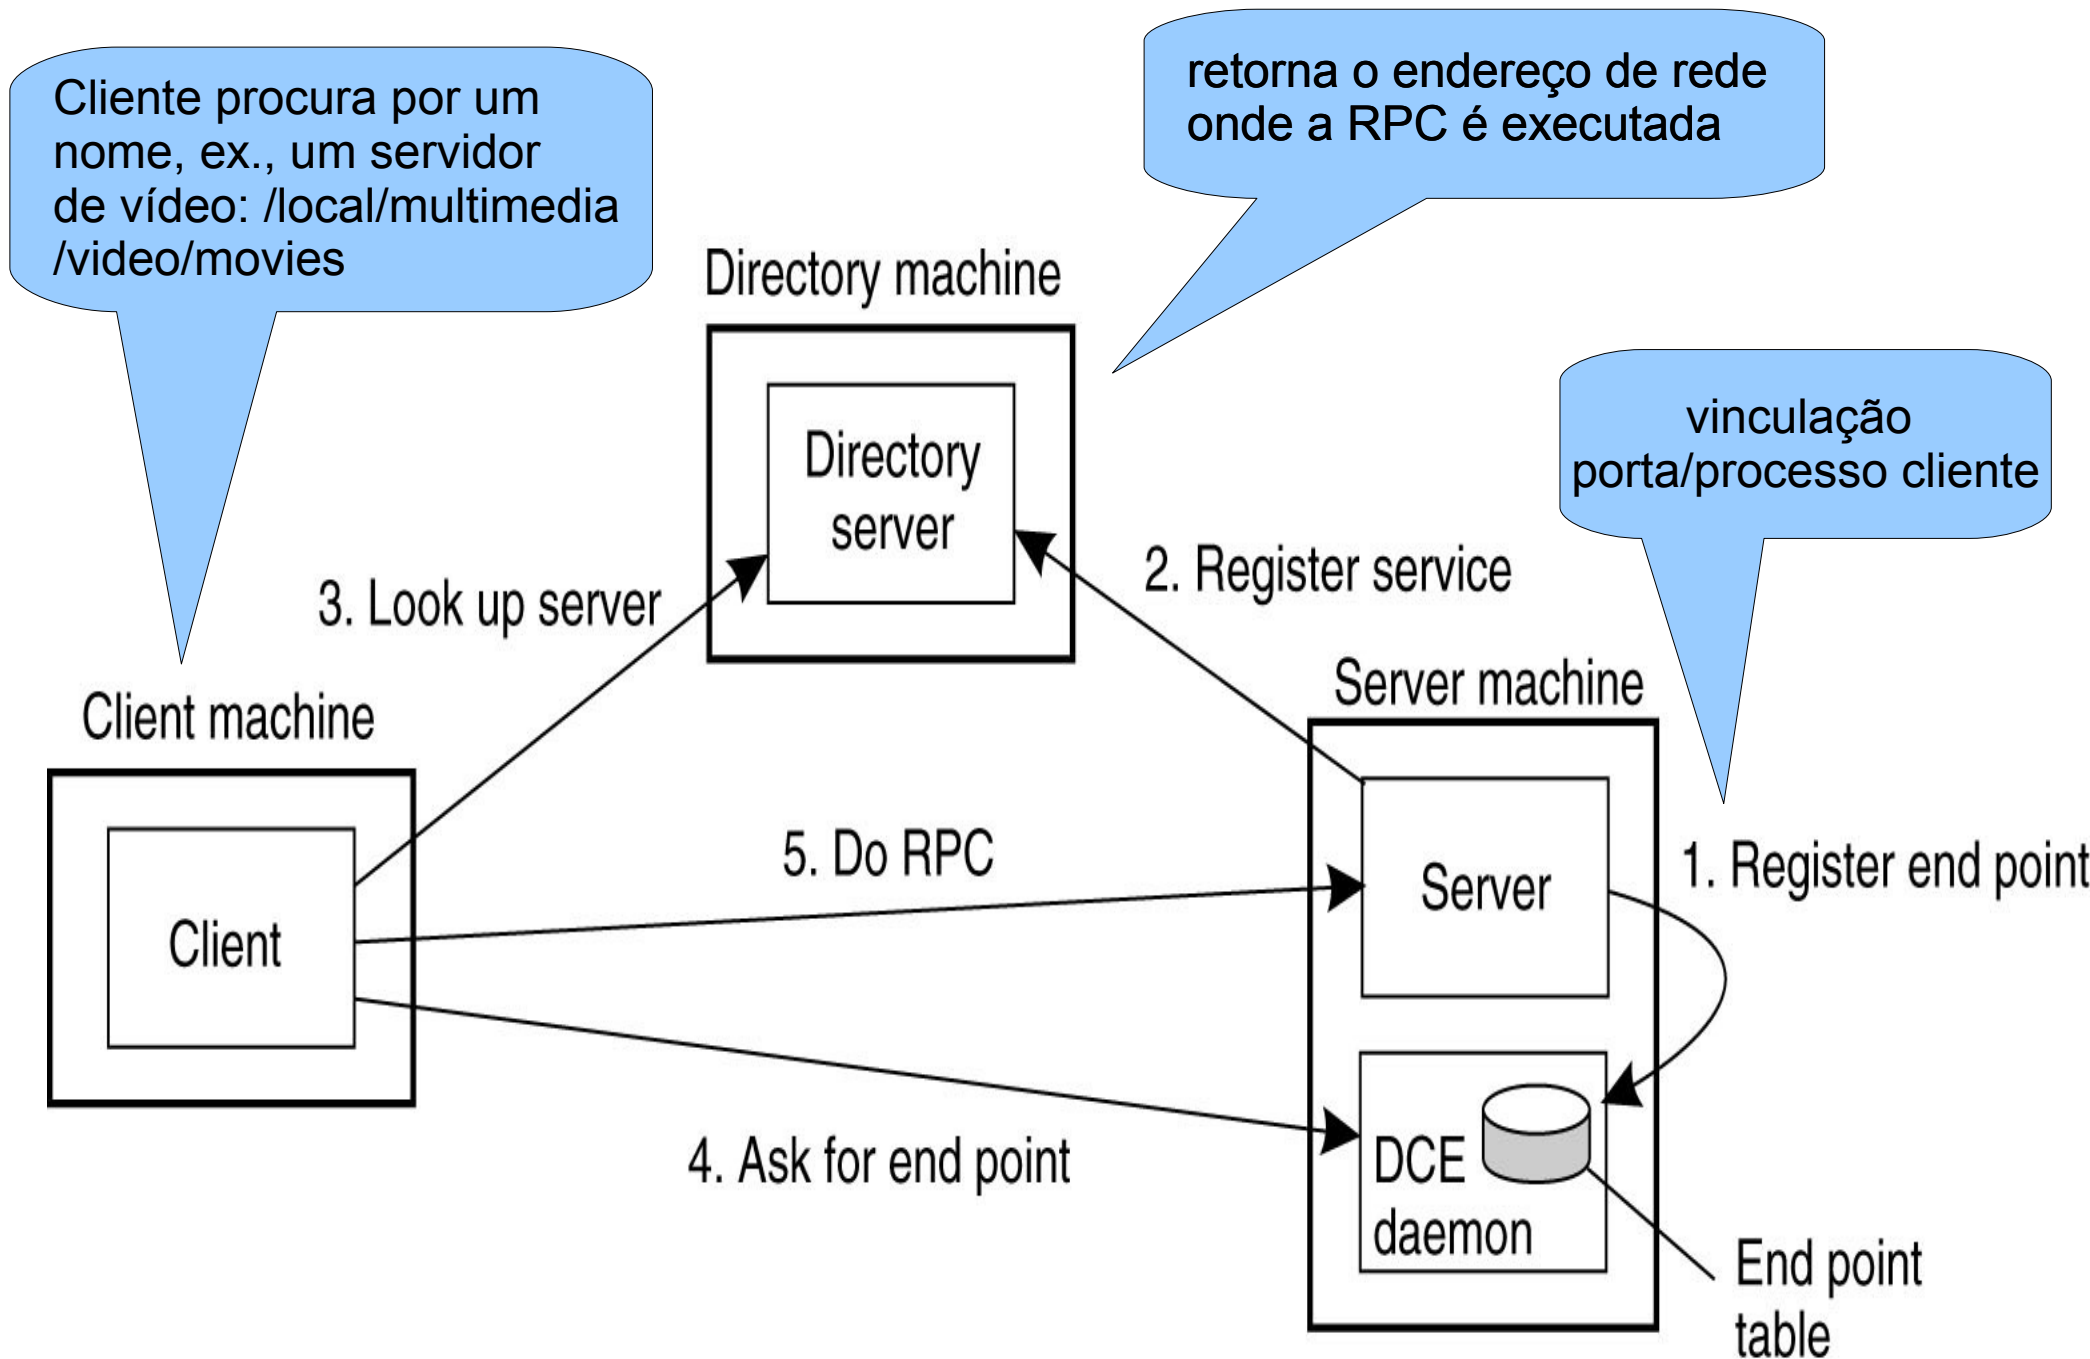 Cliente procura por um
nome, ex., um servidor
de vídeo: /local/multimedia
/video/movies
retorna o endereço de rede
onde a RPC é executada
Directory machine
vinculação
porta/processo cliente
Directory
server
3. Look up server
2. Register service
Client machine
Server machine
5. Do RPC
1. Register end point
Client
Server
4. Ask for end point
DCE
daemon
End point
table